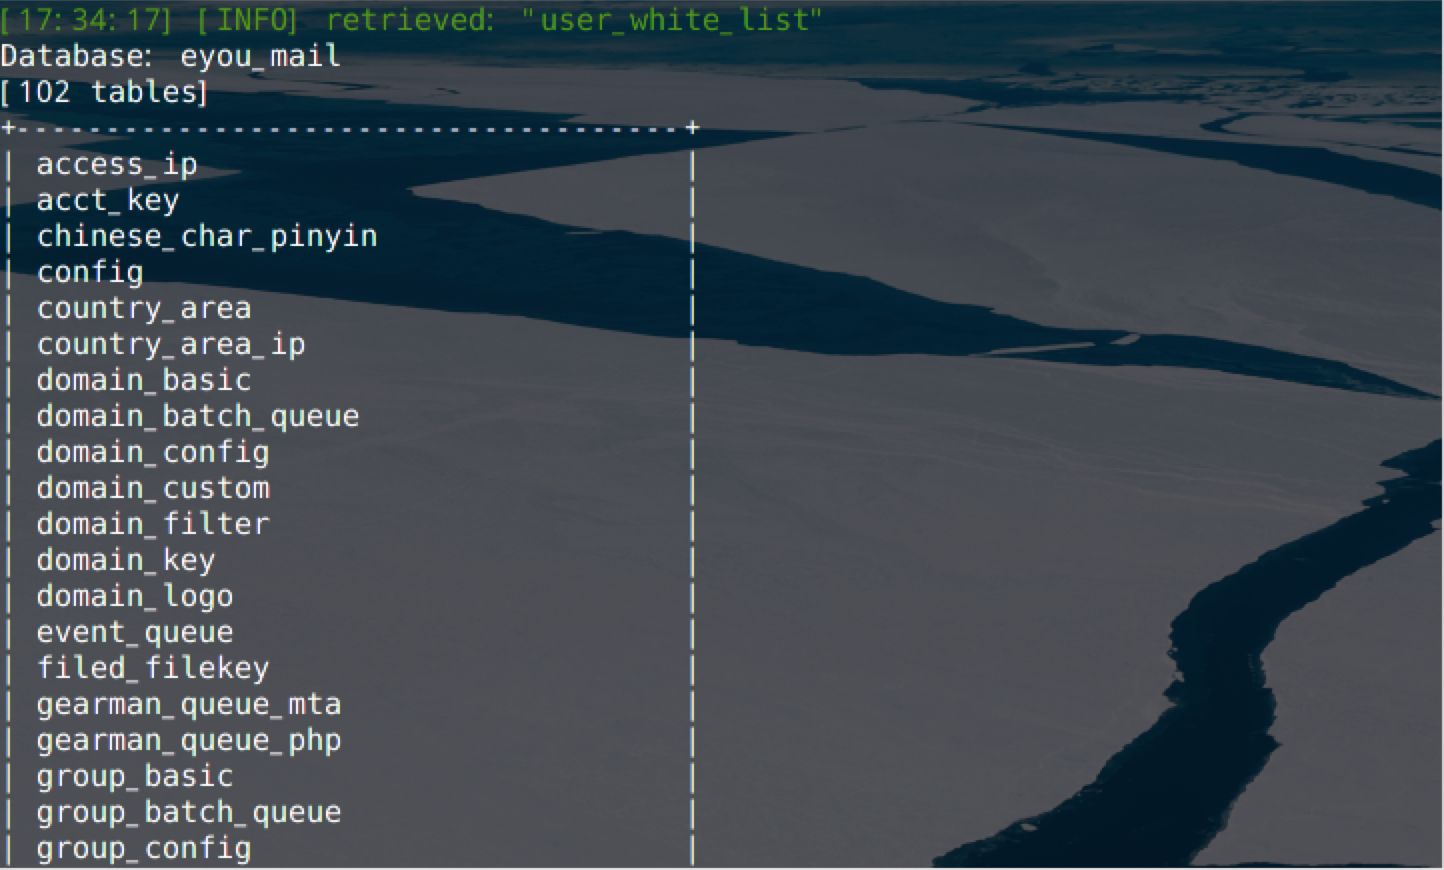 [17:34:17] [INFO] retrieved: "user_white_list"
Database: eyou_mail
[102 tables]
+-------------------------------------+
| access_ip |
| acct_key |
| chinese_char_pinyin |
| config |
| country_area |
| country_area_ip |
| domain_basic |
| domain_batch_queue |
| domain_config |
| domain_custom |
| domain_filter |
| domain_key |
| domain_logo |
| event_queue |
| filed_filekey |
| gearman_queue_mta |
| gearman_queue_php |
| group_basic |
| group_batch_queue |
| group_config |